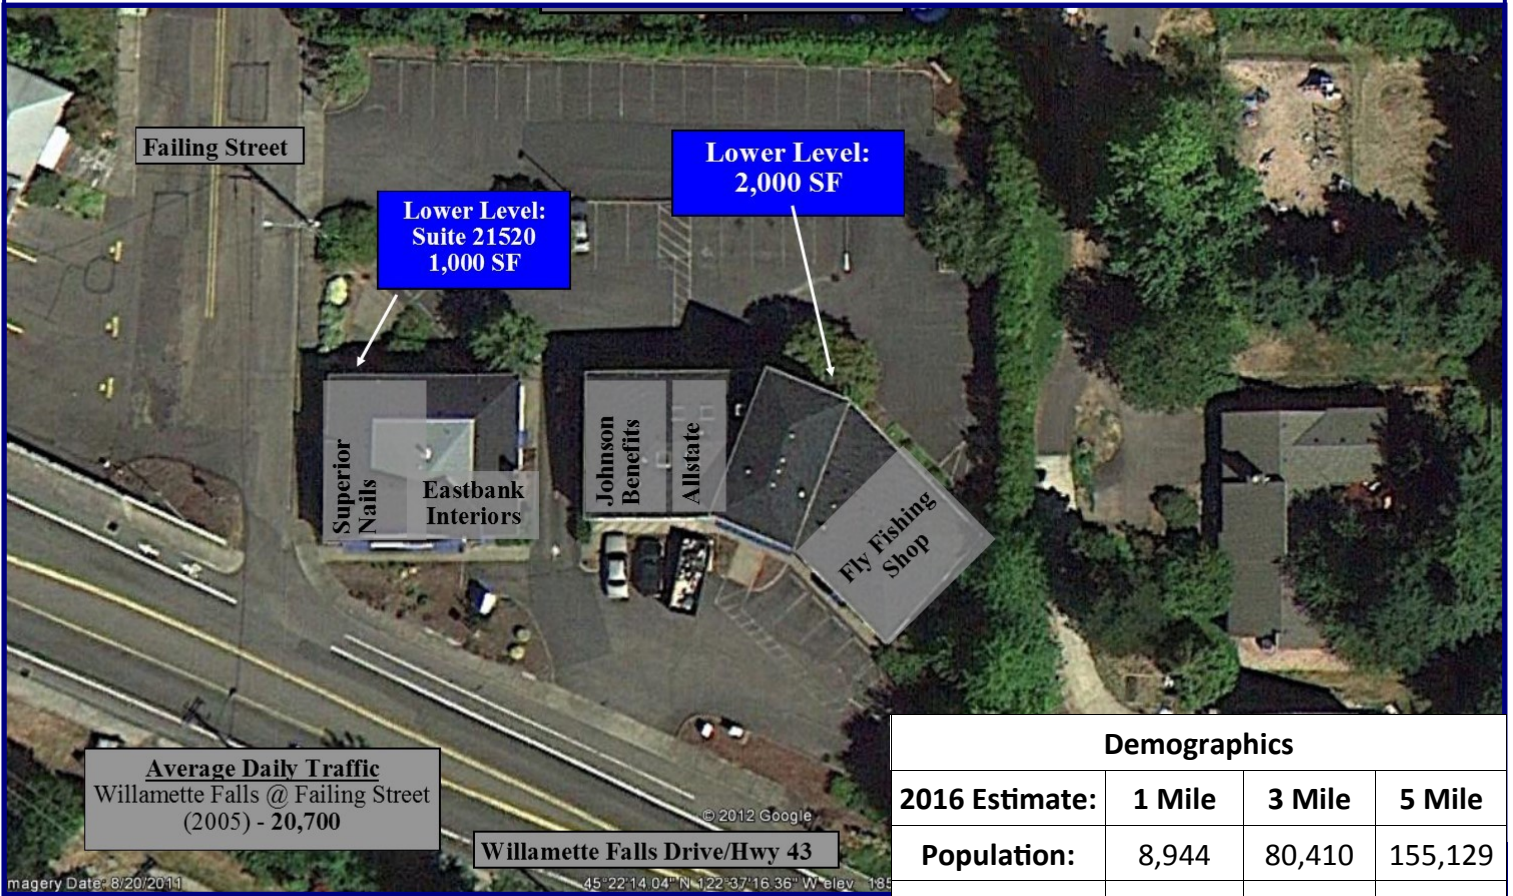 Failing Street
Lower Level:
2,000 SF
Lower Level:
Suite 21520
1,000 SF
Superior
Nails
Eastbank
Interiors
Johnson
Benefits
Allstate
Fly Fishing
Shop
Average Daily Traffic
Willamette Falls @ Failing Street
(2005) - 20,700
© 2012 Google
Willamette Falls Drive/Hwy 43
magery Date: 8/20/2011
45°22'14.04" N 122°37'16.36" W elev 185
Demographics
2016 Estimate: 1 Mile 3 Mile 5 Mile
Population: 8,944 80,410 155,129